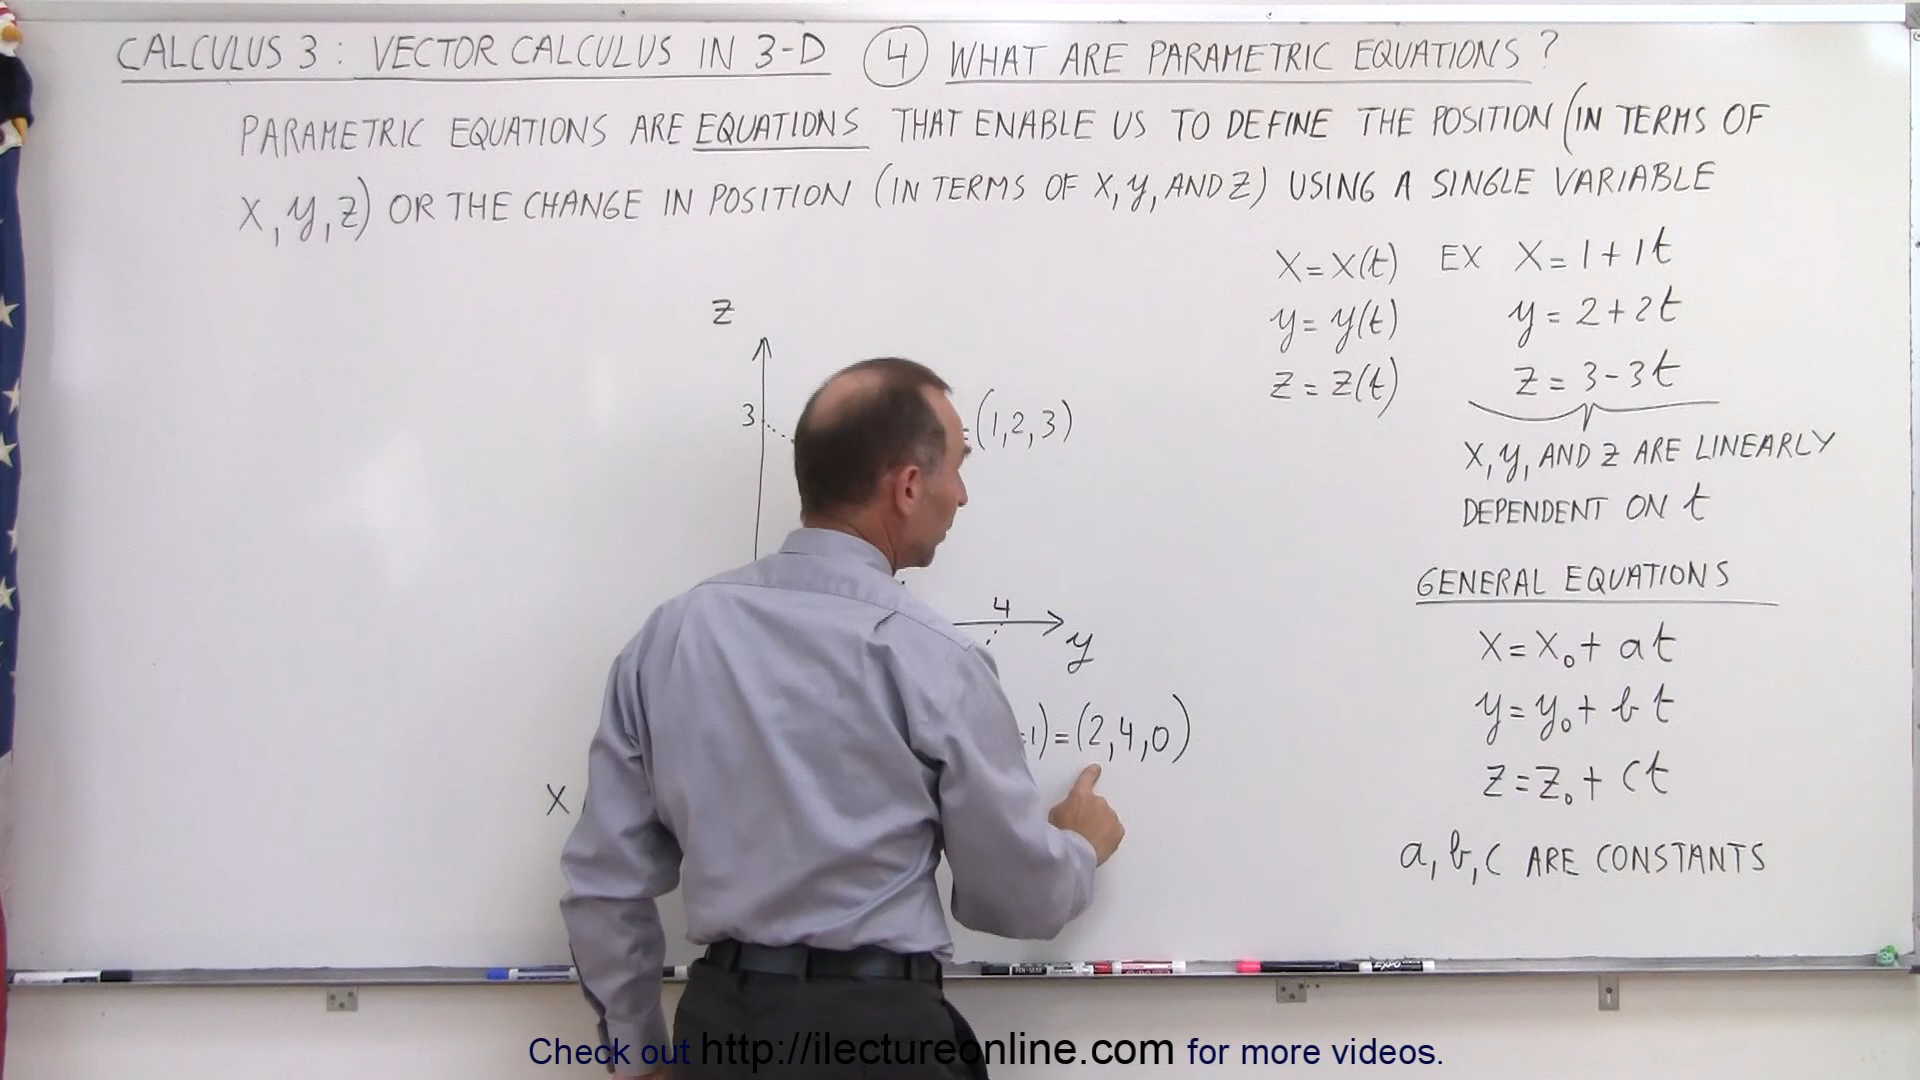 CALCULUS 3: VECTOR CALCULUS IN 3-D ④ WHAT ARE PARAMETRIC EQUATIONS?
PARAMETRIC EQUATIONS ARE EQUATIONS THAT ENABLE US TO DEFINE THE POSITION (IN TERMS OF
X, y, z) OR THE CHANGE IN POSITION (IN TERMS OF X, y, AND Z) USING A SINGLE VARIABLE
X = X(t) EX X = 1 + 1t
y = y(t) y = 2 + 2t
z = z(t) z = 3 - 3t
X, y, AND Z ARE LINEARLY
DEPENDENT ON t
GENERAL EQUATIONS
X = X₀ + at
y = y₀ + bt
z = z₀ + ct
a, b, c ARE CONSTANTS
z
3
=(1,2,3)
4
y
=1)=(2,4,0)
X
EXPO
Check out http://ilectureonline.com for more videos.